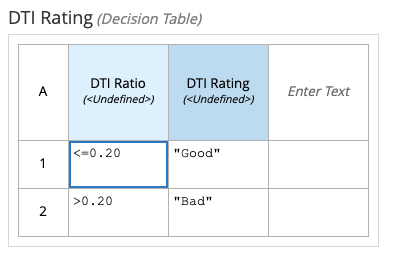 DTI Rating (Decision Table)
A
DTI Ratio
(<Undefined>)
DTI Rating
(<Undefined>)
Enter Text
1
<=0.20
"Good"
2
>0.20
"Bad"